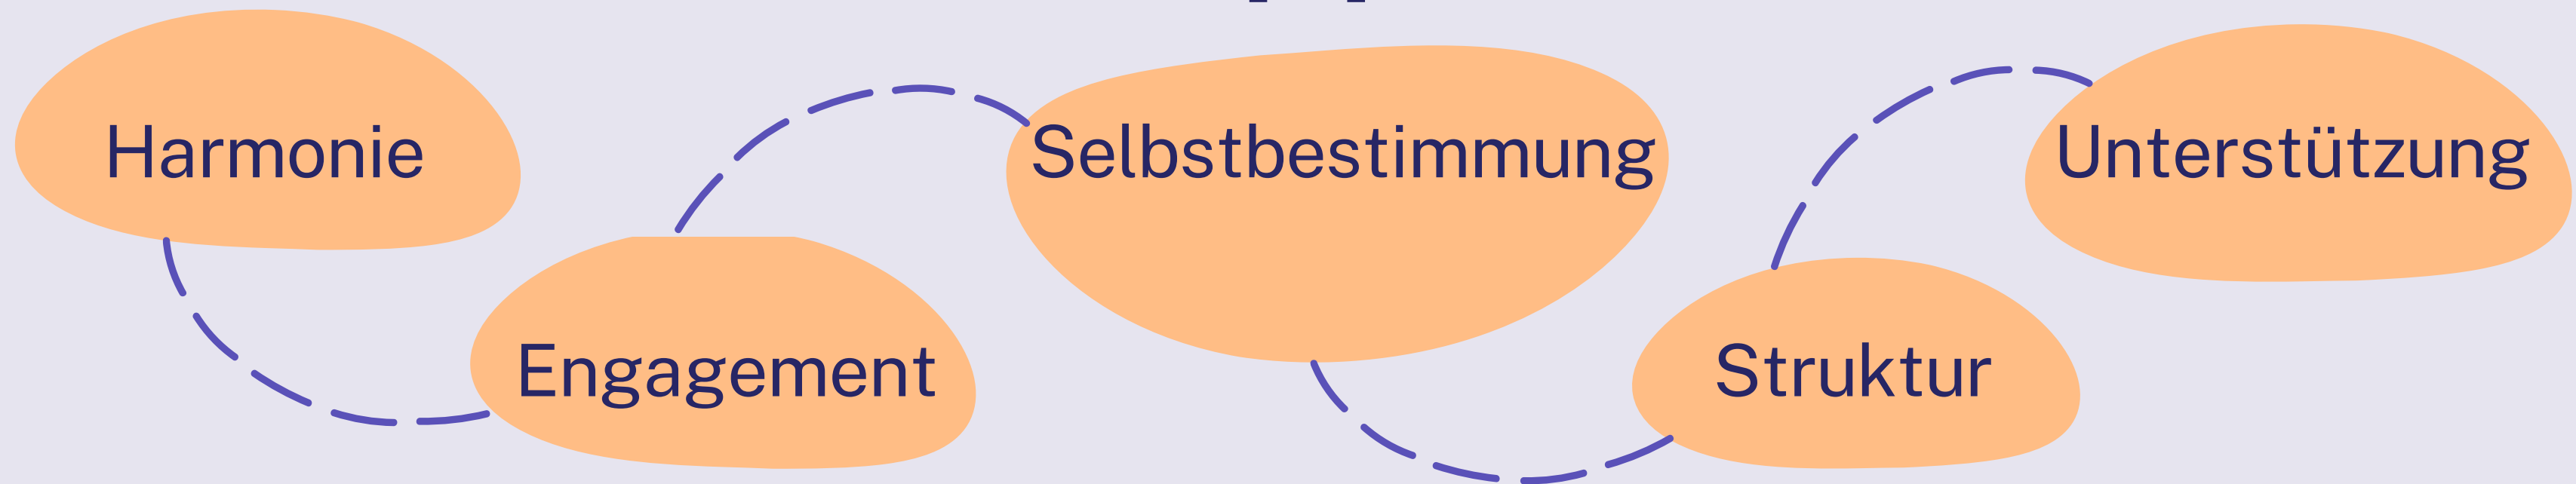 Harmonie
Engagement
Selbstbestimmung
Struktur
Unterstützung